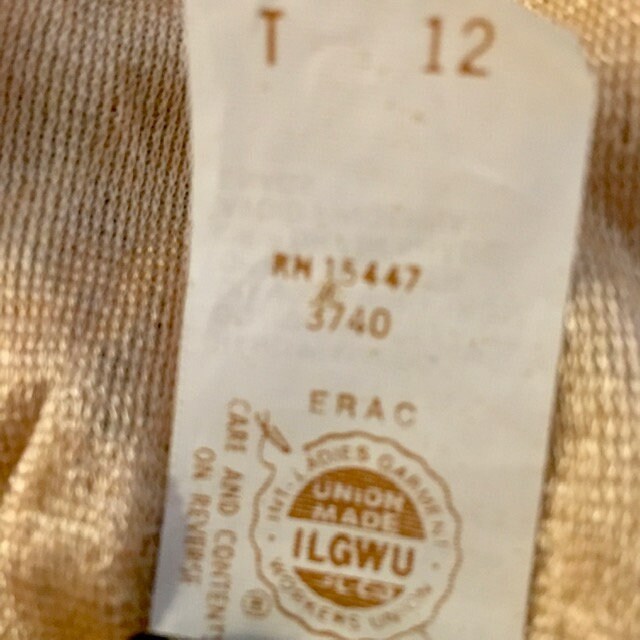 T 12
RN 15447
3740
ERAC
CARE AND CONTENT
ON REVERSE
INT'L LADIES GARMENT
UNION
MADE
ILGWU
WORKERS UNION
®